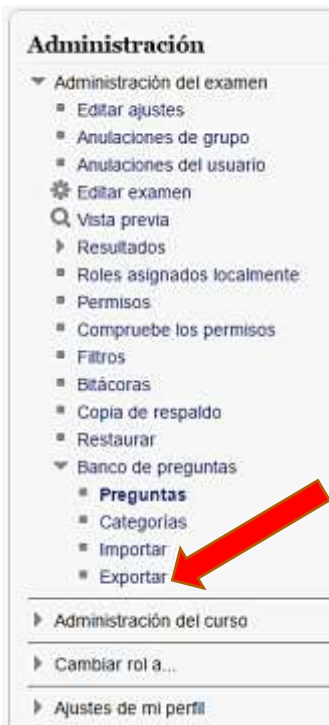 Administración
Administración del examen
Editar ajustes
Anulaciones de grupo
Anulaciones del usuario
Editar examen
Vista previa
Resultados
Roles asignados localmente
Permisos
Compruebe los permisos
Filtros
Bitácoras
Copia de respaldo
Restaurar
Banco de preguntas
Preguntas
Categorías
Importar
Exportar
Administración del curso
Cambiar rol a...
Ajustes de mi perfil